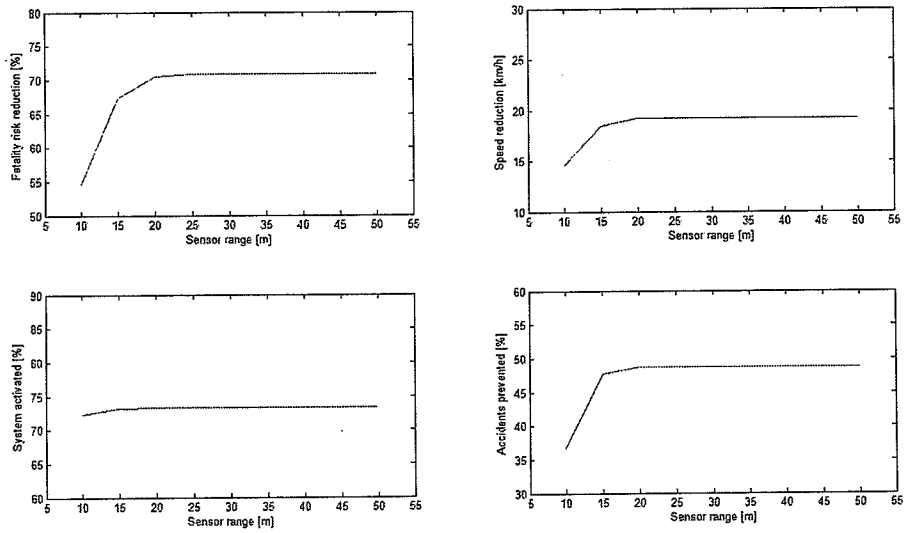 Fatality risk reduction [%]
80
75
70
65
60
55
50
5 10 15 20 25 30 35 40 45 50 55
Sensor range [m]
Speed reduction [km/h]
30
25
20
15
10
5 10 15 20 25 30 35 40 45 50 55
Sensor range [m]
System activated [%]
90
85
80
75
70
65
60
5 10 15 20 25 30 35 40 45 50 55
Sensor range [m]
Accidents prevented [%]
60
55
50
45
40
35
30
5 10 15 20 25 30 35 40 45 50 55
Sensor range [m]